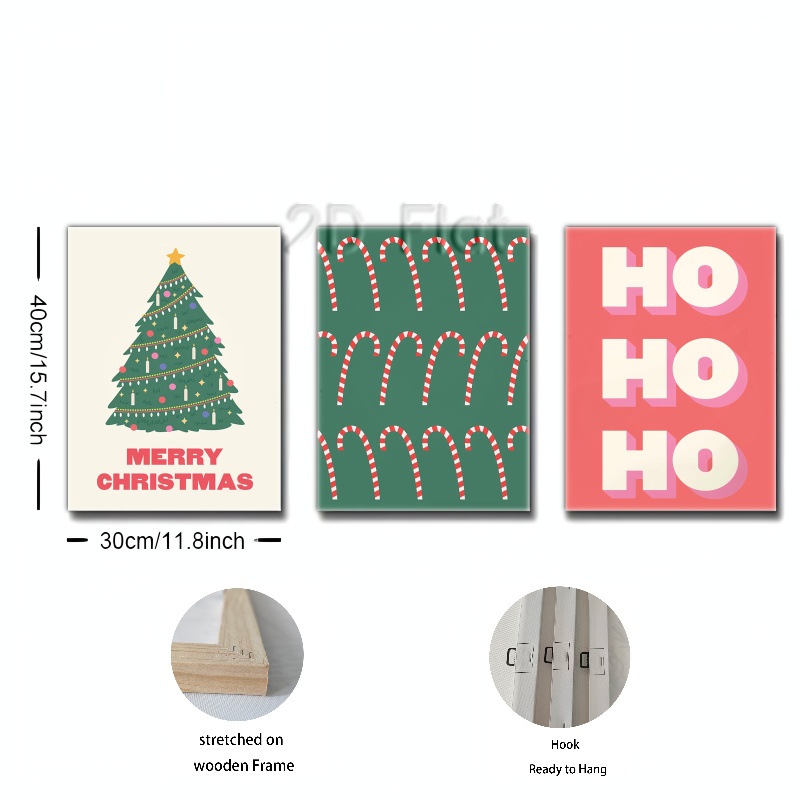 2D Flat
40cm/15.7inch
MERRY
CHRISTMAS
HO
HO
HO
30cm/11.8inch
stretched on
wooden Frame
Hook
Ready to Hang